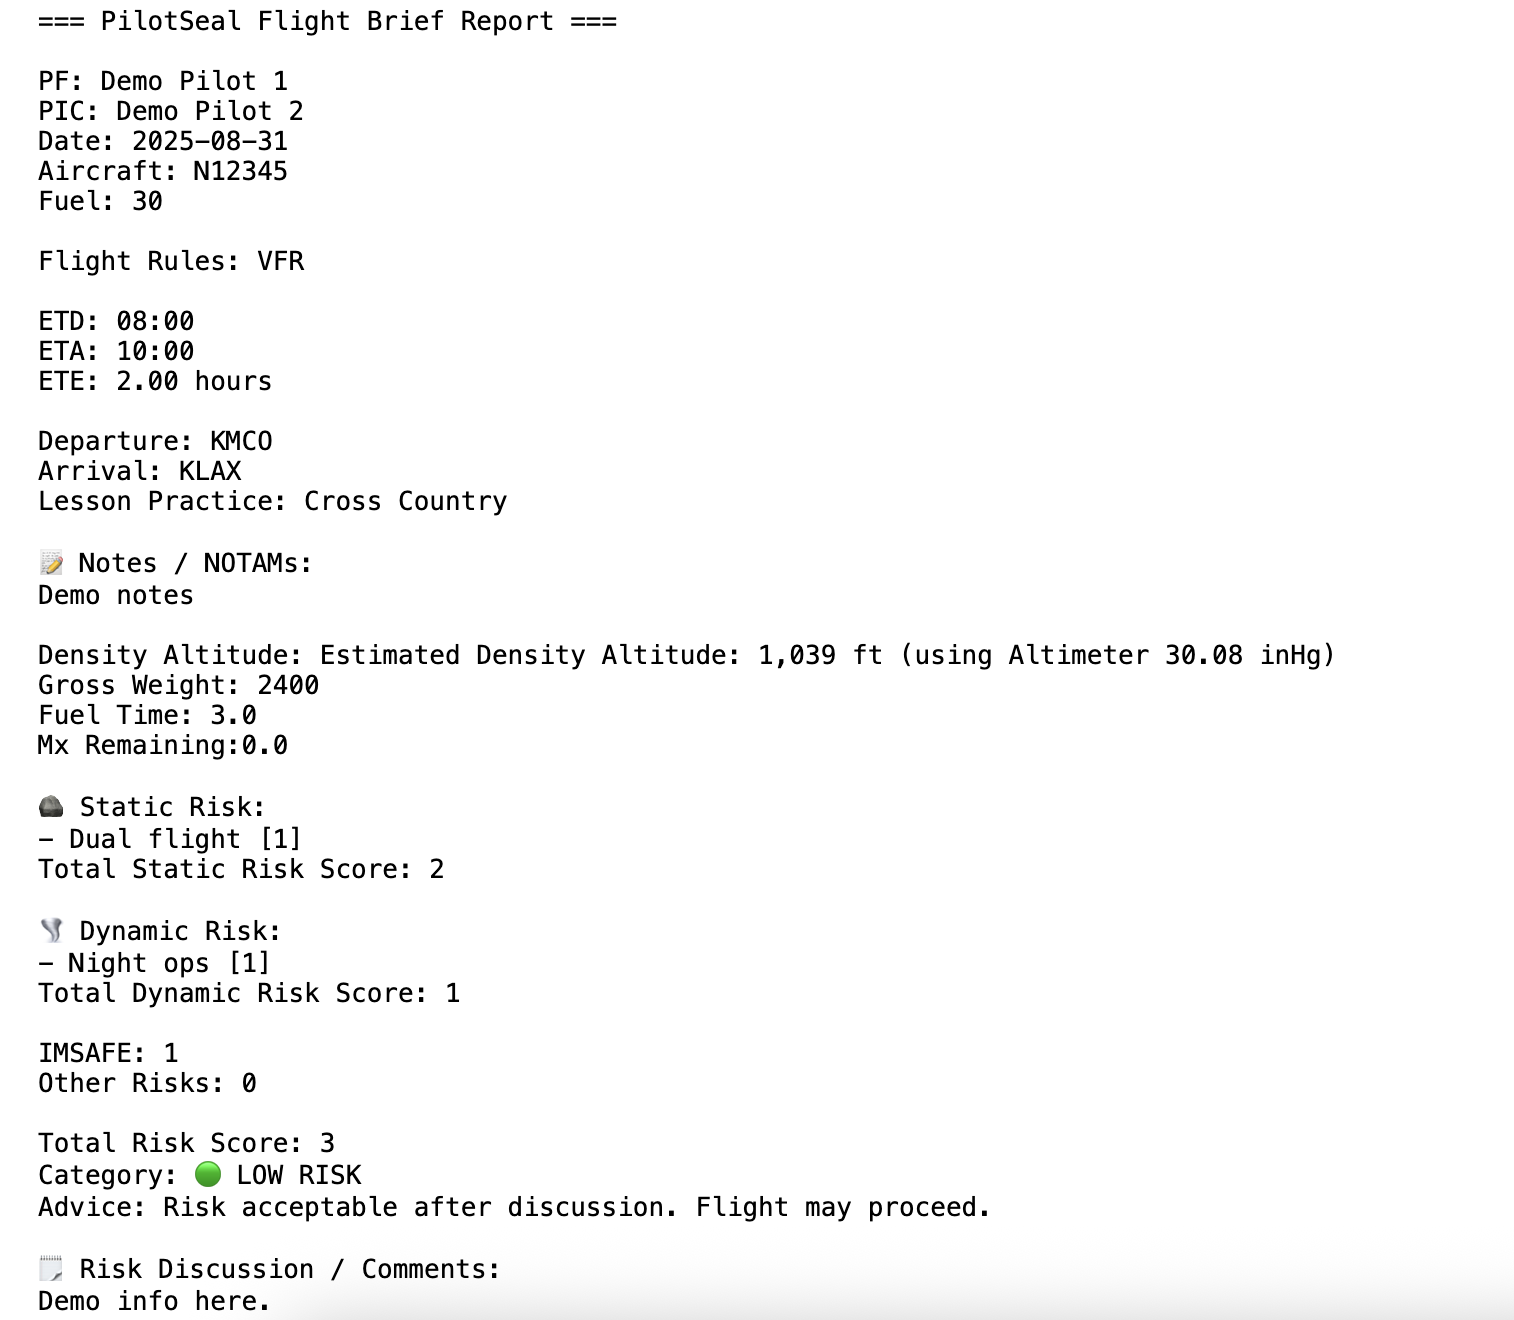 === PilotSeal Flight Brief Report ===
PF: Demo Pilot 1
PIC: Demo Pilot 2
Date: 2025-08-31
Aircraft: N12345
Fuel: 30
Flight Rules: VFR
ETD: 08:00
ETA: 10:00
ETE: 2.00 hours
Departure: KMCO
Arrival: KLAX
Lesson Practice: Cross Country
📝 Notes / NOTAMs:
Demo notes
Density Altitude: Estimated Density Altitude: 1,039 ft (using Altimeter 30.08 inHg)
Gross Weight: 2400
Fuel Time: 3.0
Mx Remaining:0.0
🪨 Static Risk:
- Dual flight [1]
Total Static Risk Score: 2
🌪 Dynamic Risk:
- Night ops [1]
Total Dynamic Risk Score: 1
IMSAFE: 1
Other Risks: 0
Total Risk Score: 3
Category: 🟢 LOW RISK
Advice: Risk acceptable after discussion. Flight may proceed.
🗒 Risk Discussion / Comments:
Demo info here.